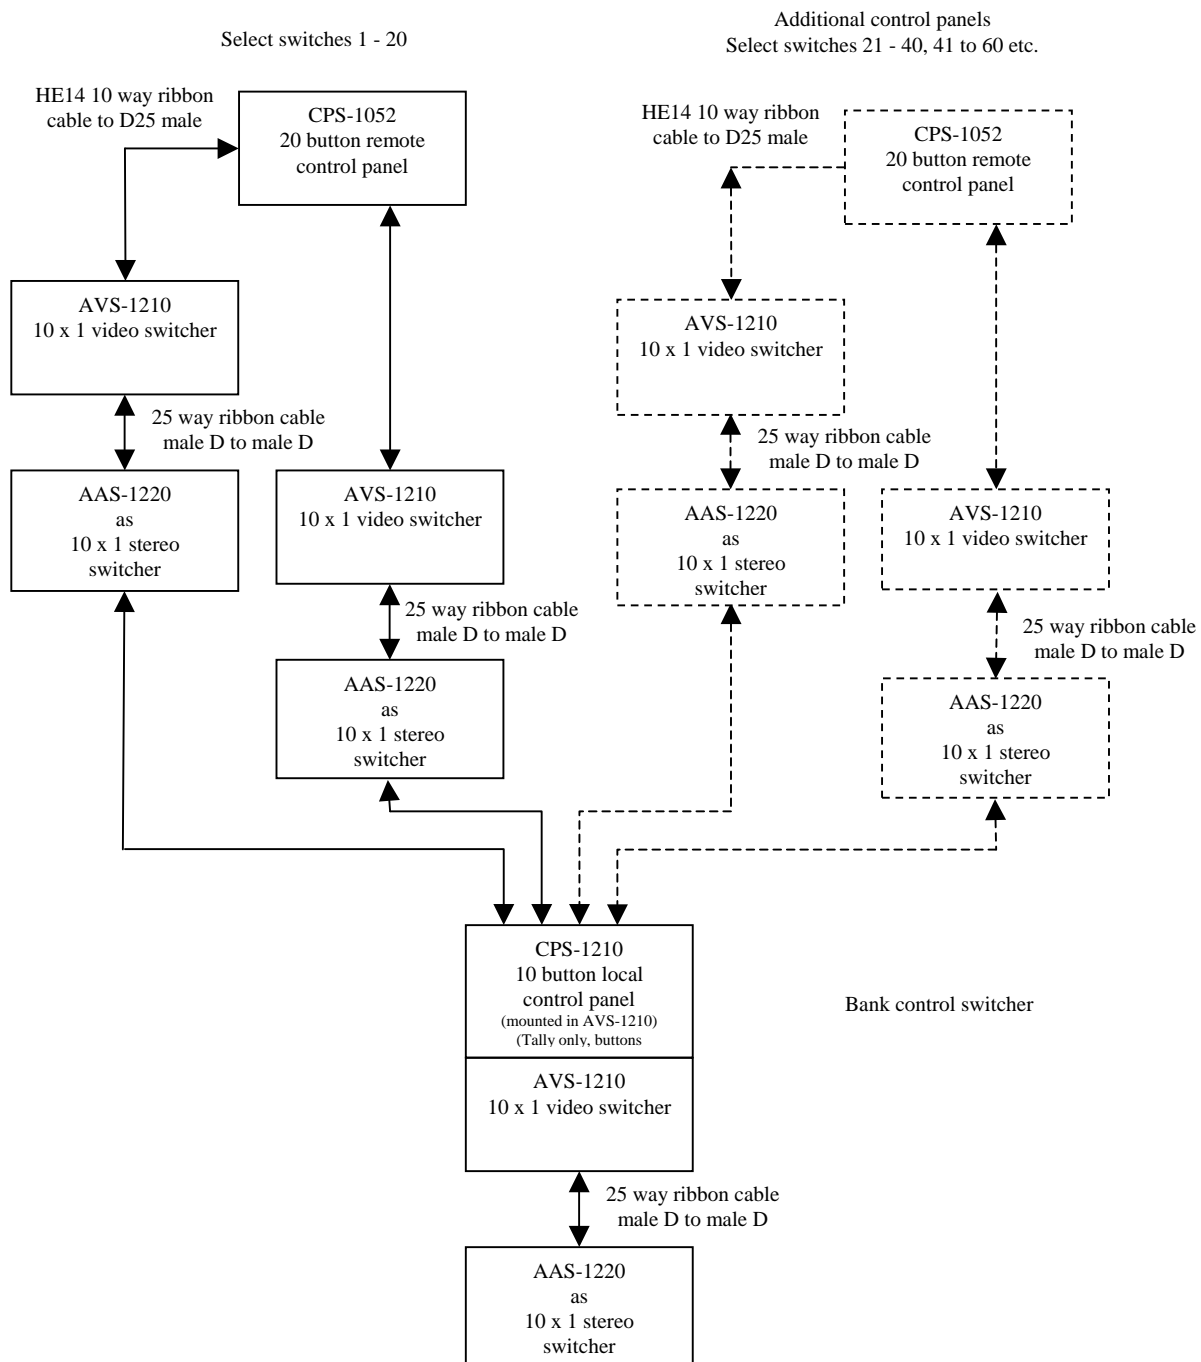 Select switches 1 - 20
Additional control panels
Select switches 21 - 40, 41 to 60 etc.
HE14 10 way ribbon
cable to D25 male
CPS-1052
20 button remote
control panel
HE14 10 way ribbon
cable to D25 male
CPS-1052
20 button remote
control panel
AVS-1210
10 x 1 video switcher
AVS-1210
10 x 1 video switcher
25 way ribbon cable
male D to male D
25 way ribbon cable
male D to male D
AAS-1220
as
10 x 1 stereo
switcher
AVS-1210
10 x 1 video switcher
AAS-1220
as
10 x 1 stereo
switcher
AVS-1210
10 x 1 video switcher
25 way ribbon cable
male D to male D
25 way ribbon cable
male D to male D
AAS-1220
as
10 x 1 stereo
switcher
AAS-1220
as
10 x 1 stereo
switcher
CPS-1210
10 button local
control panel
(mounted in AVS-1210)
(Tally only, buttons
Bank control switcher
AVS-1210
10 x 1 video switcher
25 way ribbon cable
male D to male D
AAS-1220
as
10 x 1 stereo
switcher